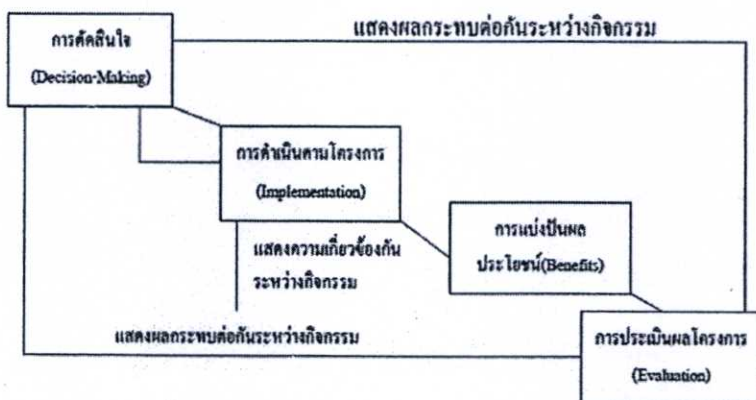 แสดงผลกระทบต่อกันระหว่างกิจกรรม
การตัดสินใจ
(Decision-Making)
การดำเนินตามโครงการ
(Implementation)
การแบ่งปันผล
ประโยชน์(Benefits)
แสดงความเกี่ยวข้องกัน
ระหว่างกิจกรรม
แสดงผลกระทบต่อกันระหว่างกิจกรรม
การประเมินผลโครงการ
(Evaluation)